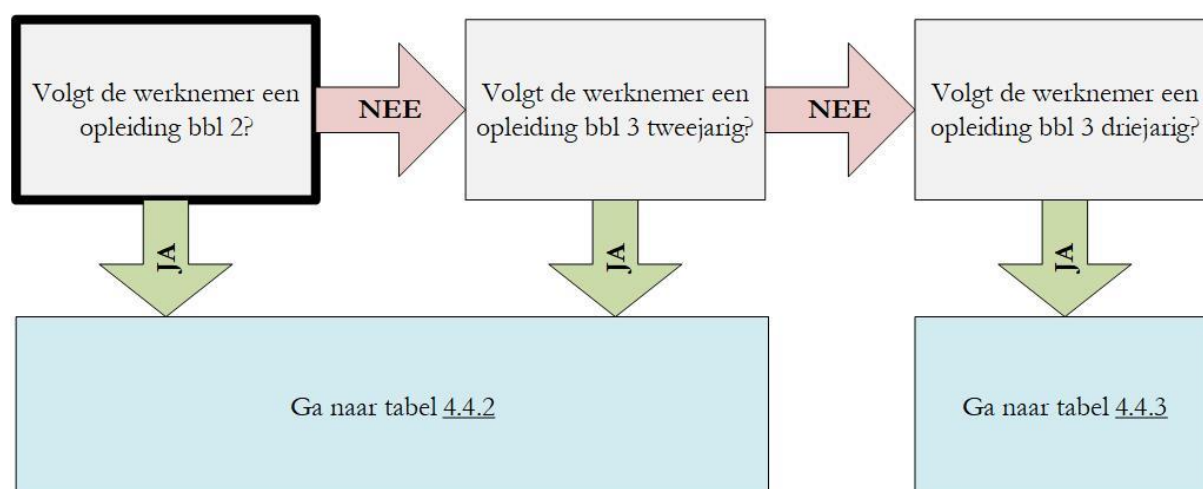 Volgt de werknemer een
opleiding bbl 2?
NEE
Volgt de werknemer een
opleiding bbl 3 tweejarig?
NEE
Volgt de werknemer een
opleiding bbl 3 driejarig?
JA
JA
JA
Ga naar tabel 4.4.2
Ga naar tabel 4.4.3